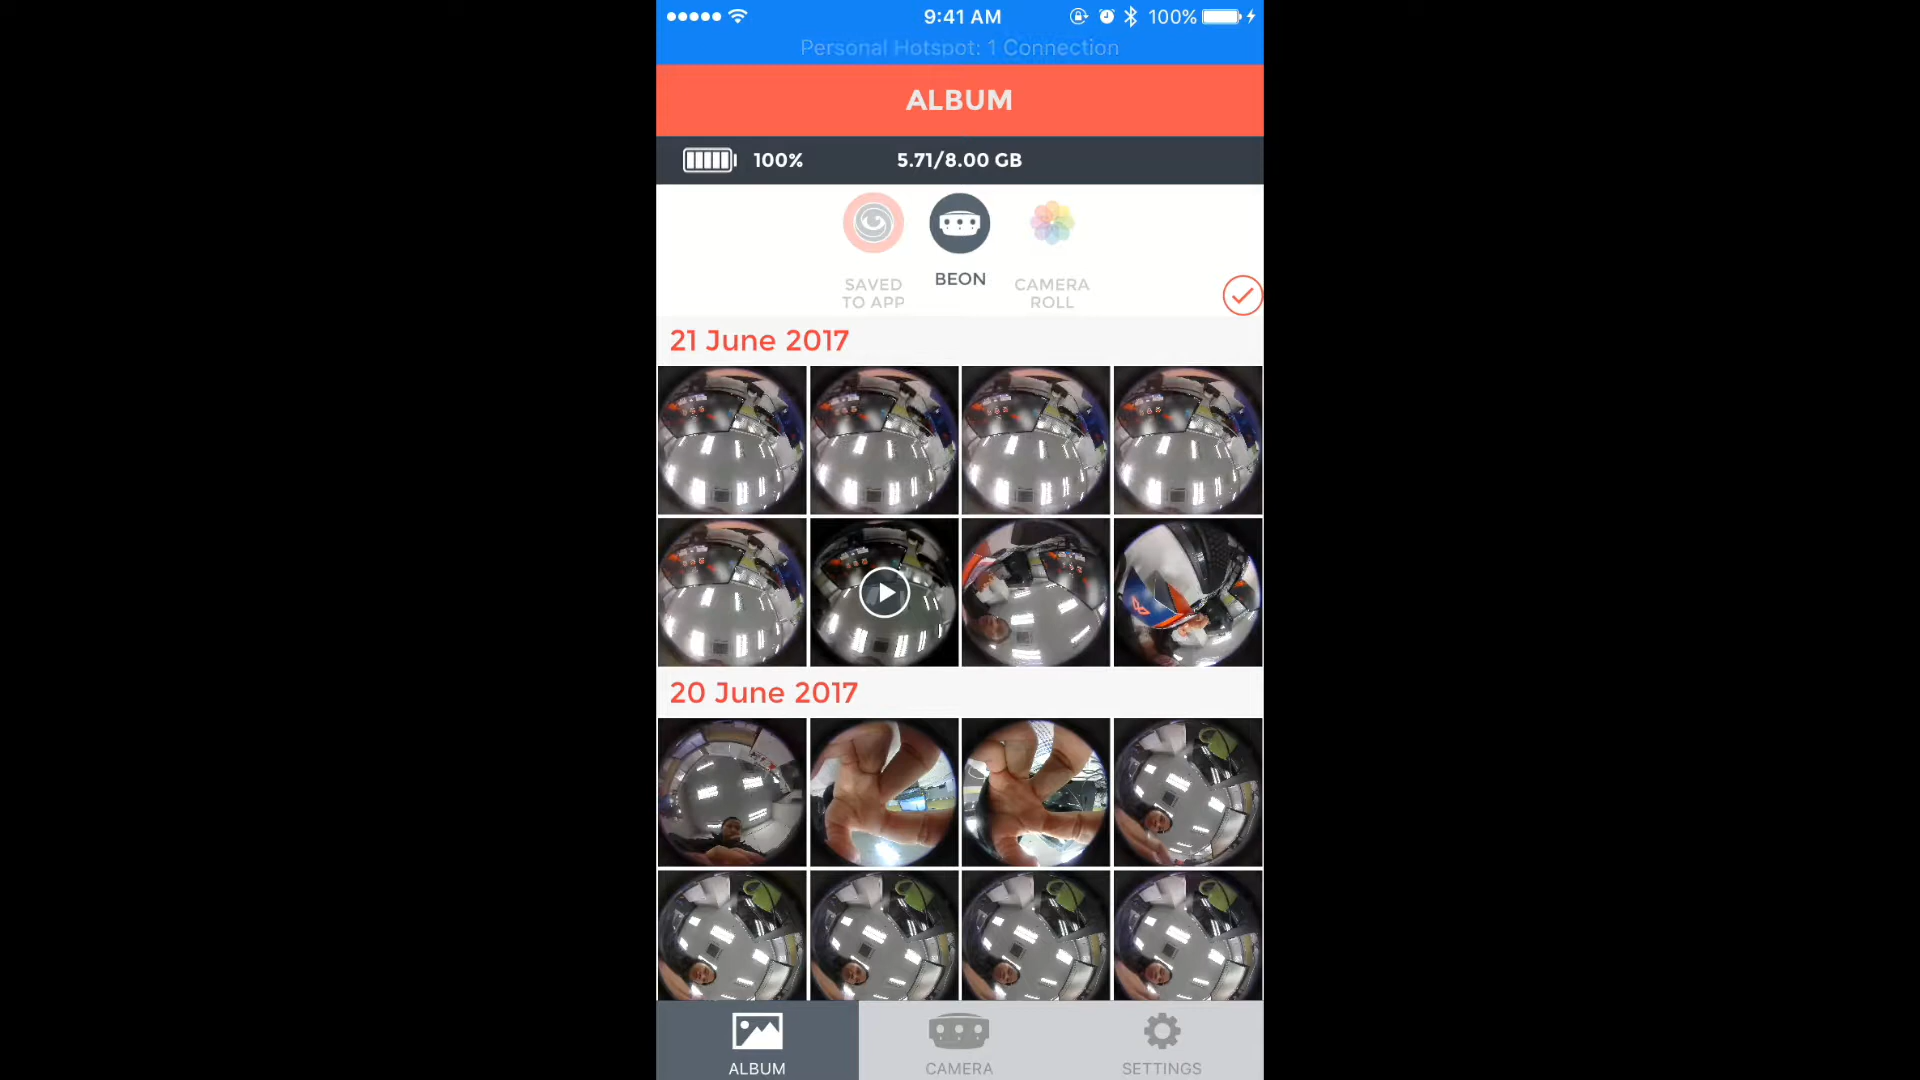 9:41 AM 100%
Personal Hotspot: 1 Connection
ALBUM
100% 5.71/8.00 GB
SAVED
TO APP
BEON
CAMERA
ROLL
21 June 2017
20 June 2017
ALBUM CAMERA SETTINGS